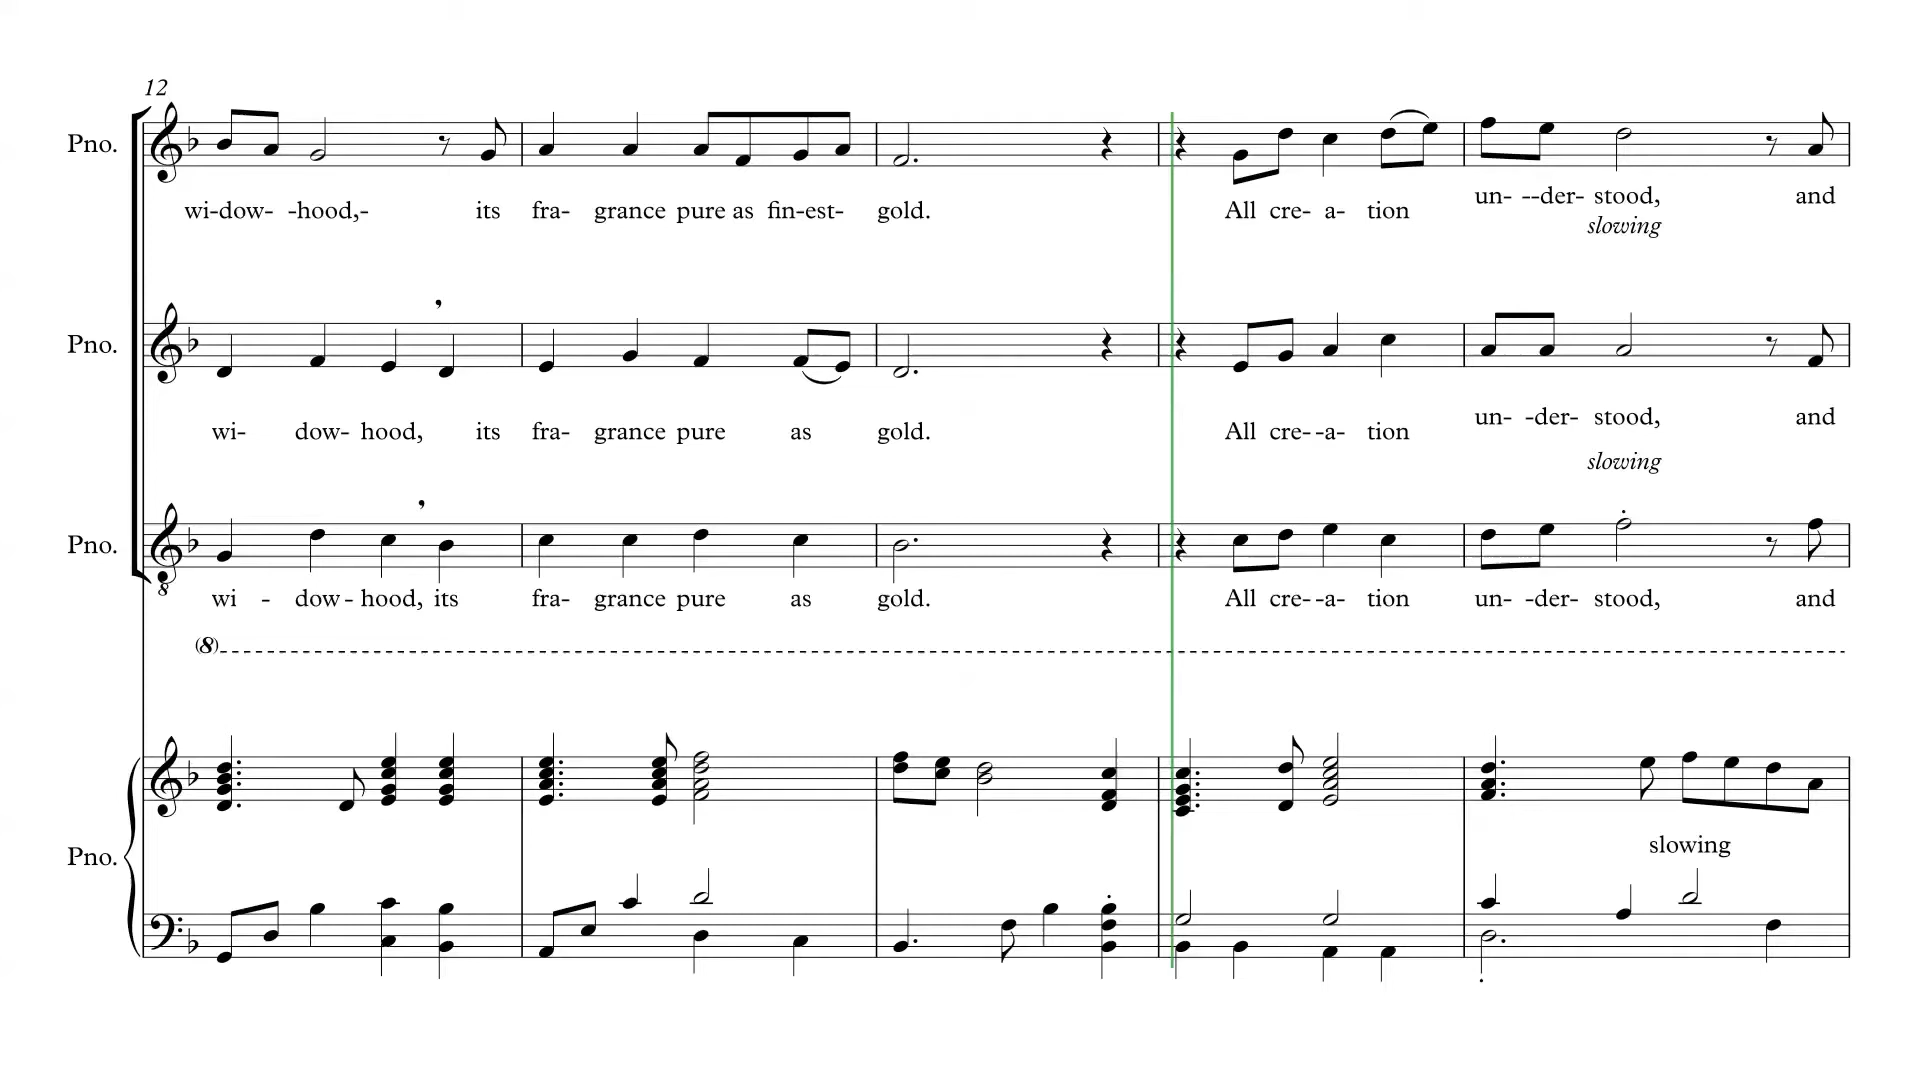 12
Pno.
wi-dow- -hood,- its fra- grance pure as fin-est- gold. All cre- a- tion un- --der- stood, and
slowing
Pno.
wi- dow- hood, its fra- grance pure as gold. All cre- -a- tion un- -der- stood, and
slowing
Pno.
8
wi - dow - hood, its fra- grance pure as gold. All cre- -a- tion un- -der- stood, and
(8)
Pno.
slowing